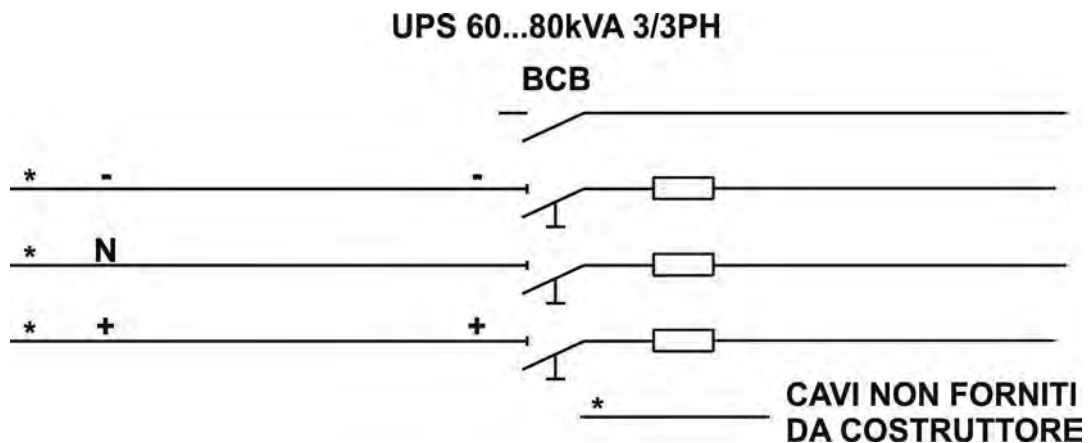 UPS 60...80kVA 3/3PH
BCB
* - -
* N
* + +
* CAVI NON FORNITI
DA COSTRUTTORE